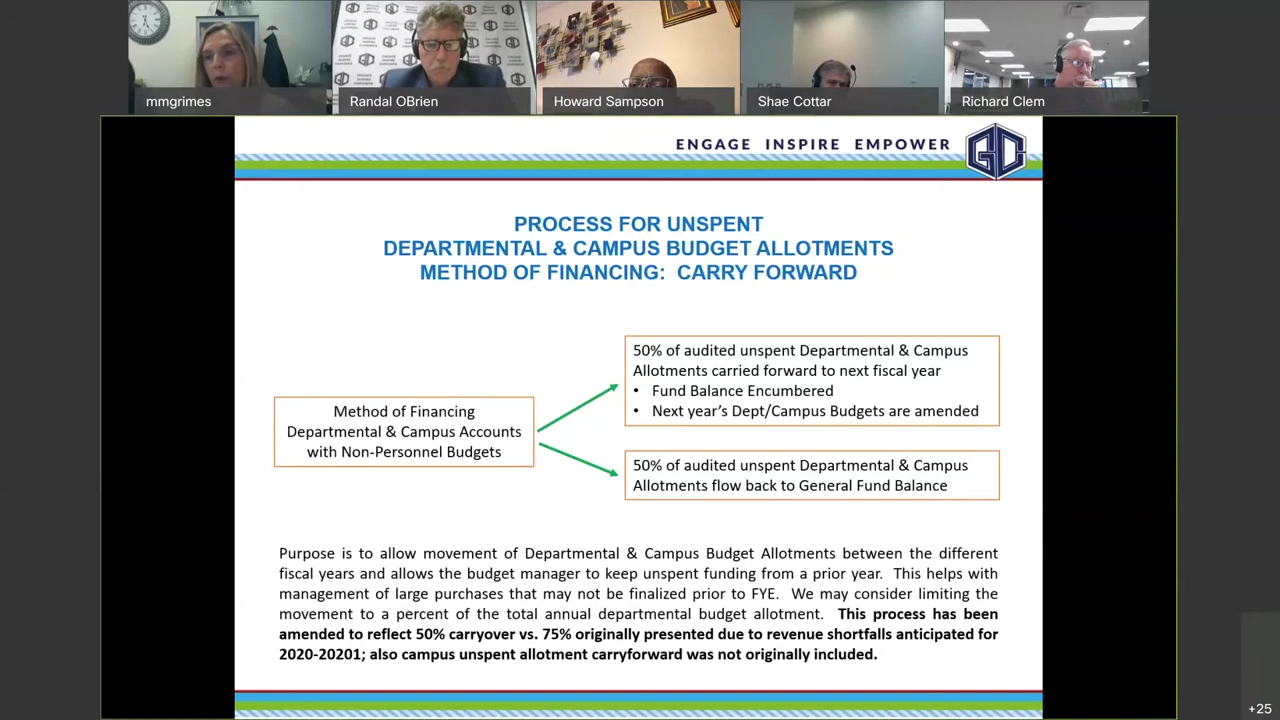 mmgrimes
Randal OBrien
Howard Sampson
Shae Cottar
Richard Clem
ENGAGE INSPIRE EMPOWER
GC
PROCESS FOR UNSPENT
DEPARTMENTAL & CAMPUS BUDGET ALLOTMENTS
METHOD OF FINANCING: CARRY FORWARD
50% of audited unspent Departmental & Campus
Allotments carried forward to next fiscal year
• Fund Balance Encumbered
• Next year's Dept/Campus Budgets are amended
Method of Financing
Departmental & Campus Accounts
with Non-Personnel Budgets
50% of audited unspent Departmental & Campus
Allotments flow back to General Fund Balance
Purpose is to allow movement of Departmental & Campus Budget Allotments between the different
fiscal years and allows the budget manager to keep unspent funding from a prior year. This helps with
management of large purchases that may not be finalized prior to FYE. We may consider limiting the
movement to a percent of the total annual departmental budget allotment. This process has been
amended to reflect 50% carryover vs. 75% originally presented due to revenue shortfalls anticipated for
2020-20201; also campus unspent allotment carryforward was not originally included.
+25